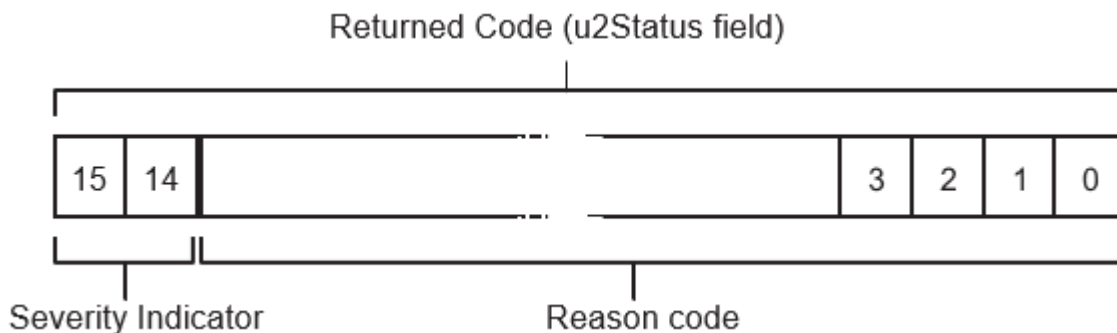 Returned Code (u2Status field)
15 14 3 2 1 0
Severity Indicator Reason code